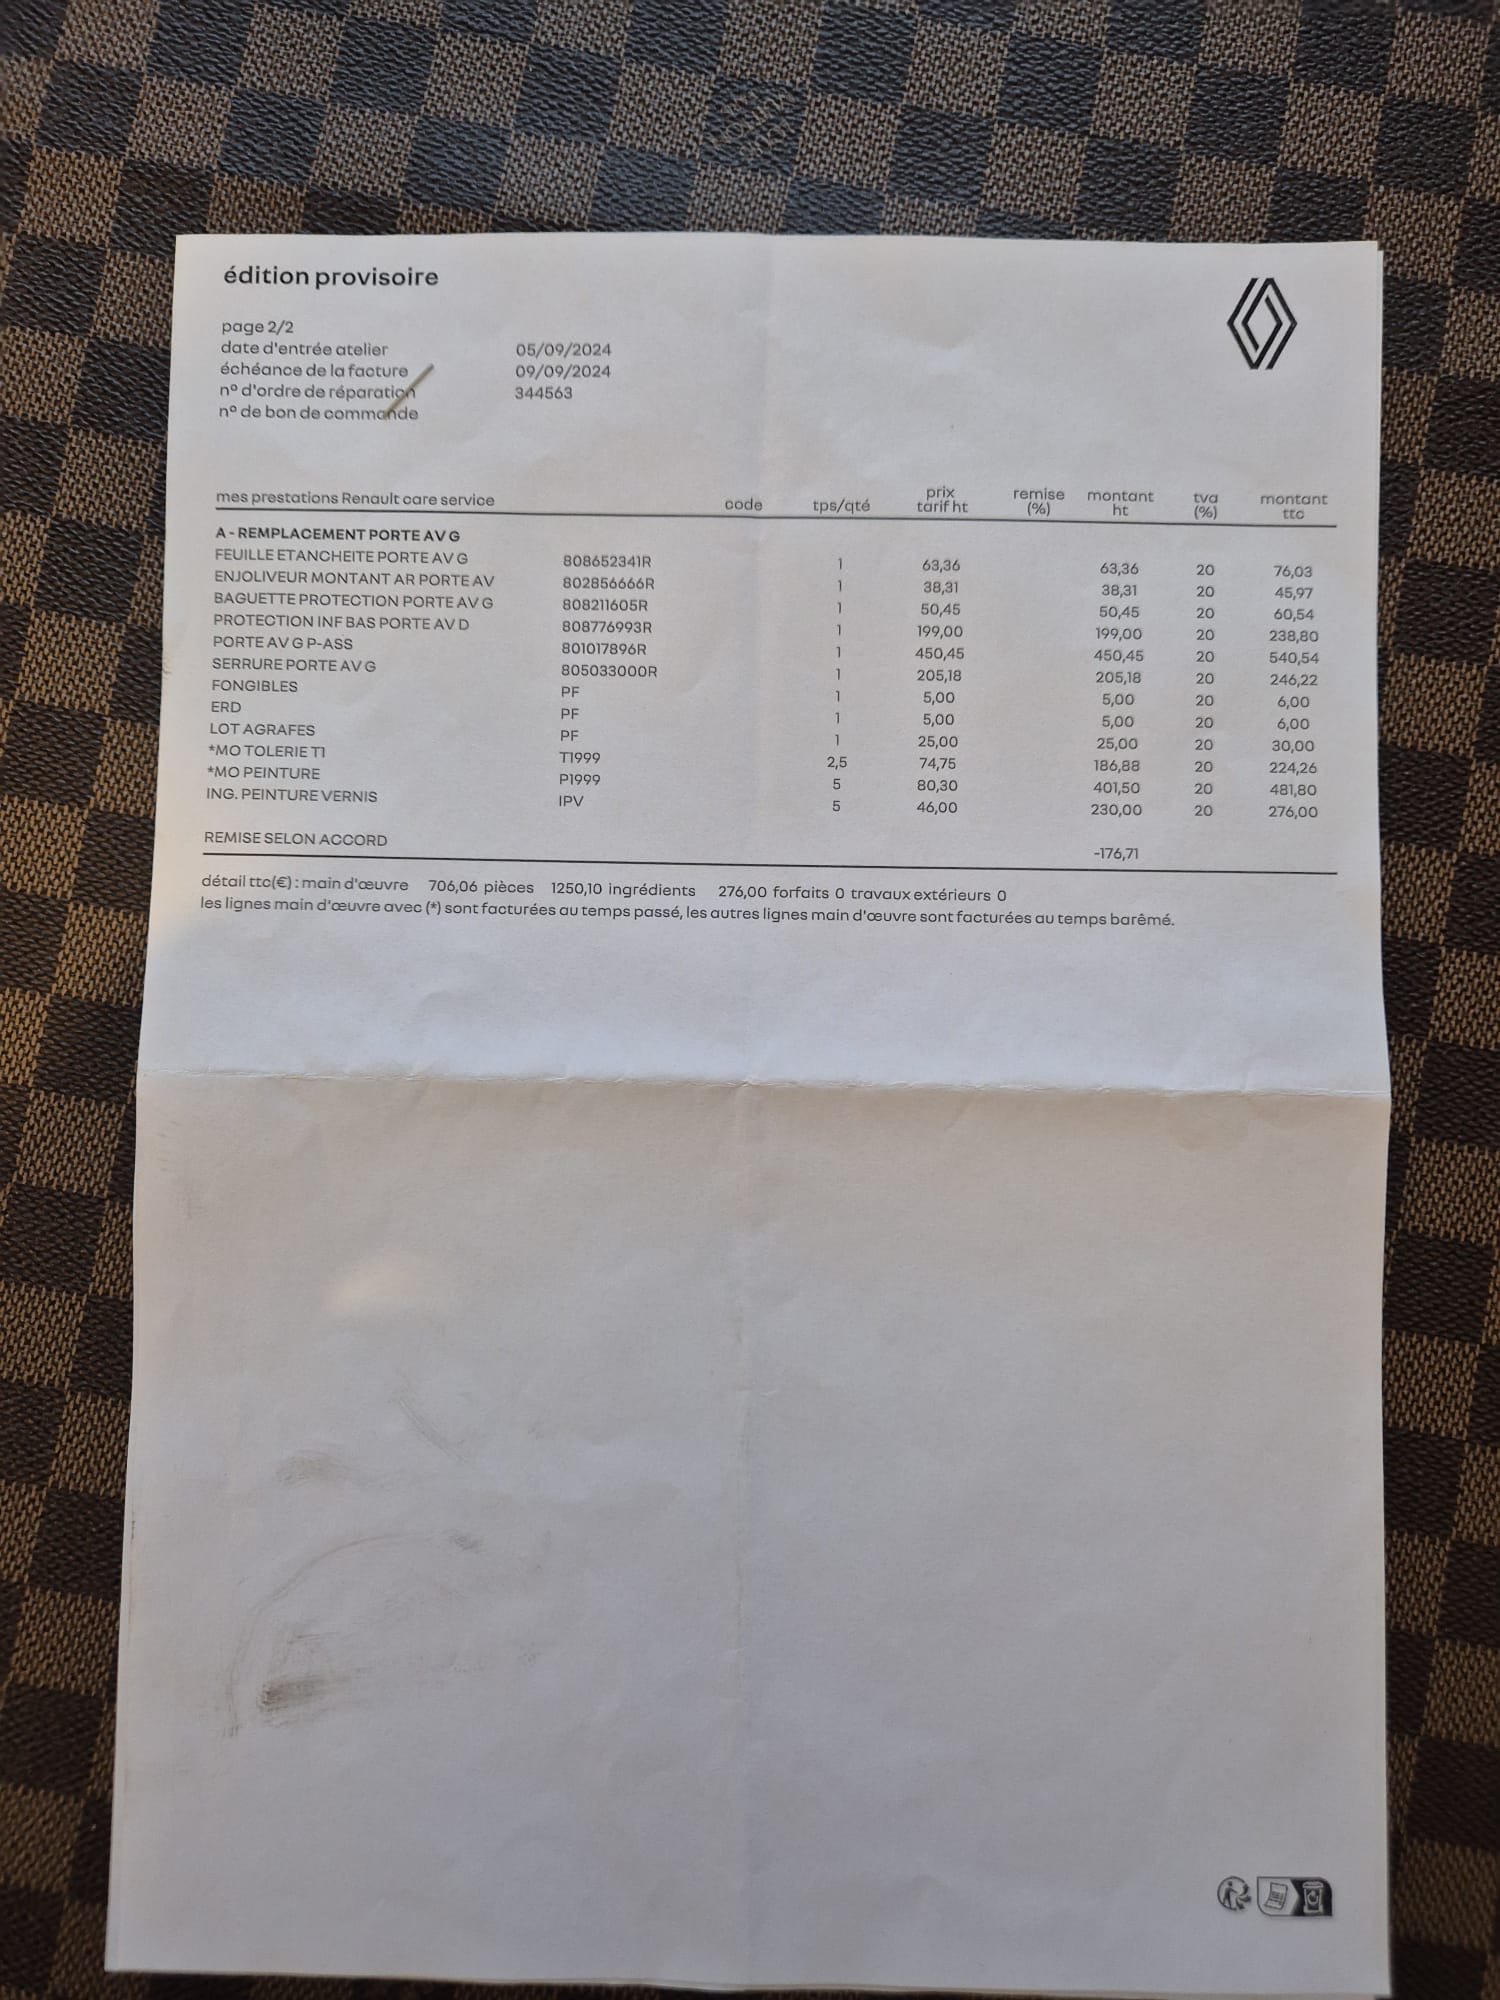 édition provisoire
page 2/2
date d'entrée atelier 05/09/2024
échéance de la facture 09/09/2024
n° d'ordre de réparation 344563
n° de bon de commande
mes prestations Renault care service code tps/qté prix tarif ht remise (%) montant ht tva (%) montant ttc
A - REMPLACEMENT PORTE AV G
FEUILLE ETANCHEITE PORTE AV G 808652341R 1 63,36 63,36 20 76,03
ENJOLIVEUR MONTANT AR PORTE AV 802856666R 1 38,31 38,31 20 45,97
BAGUETTE PROTECTION PORTE AV G 808211605R 1 50,45 50,45 20 60,54
PROTECTION INF BAS PORTE AV D 808776993R 1 199,00 199,00 20 238,80
PORTE AV G P-ASS 801017896R 1 450,45 450,45 20 540,54
SERRURE PORTE AV G 805033000R 1 205,18 205,18 20 246,22
FONGIBLES PF 1 5,00 5,00 20 6,00
ERD PF 1 5,00 5,00 20 6,00
LOT AGRAFES PF 1 25,00 25,00 20 30,00
*MO TOLERIE T1 T1999 2,5 74,75 186,88 20 224,26
*MO PEINTURE P1999 5 80,30 401,50 20 481,80
ING. PEINTURE VERNIS IPV 5 46,00 230,00 20 276,00
REMISE SELON ACCORD -176,71
détail ttc(€) : main d'œuvre 706,06 pièces 1250,10 ingrédients 276,00 forfaits 0 travaux extérieurs 0
les lignes main d'œuvre avec (*) sont facturées au temps passé, les autres lignes main d'œuvre sont facturées au temps barêmé.